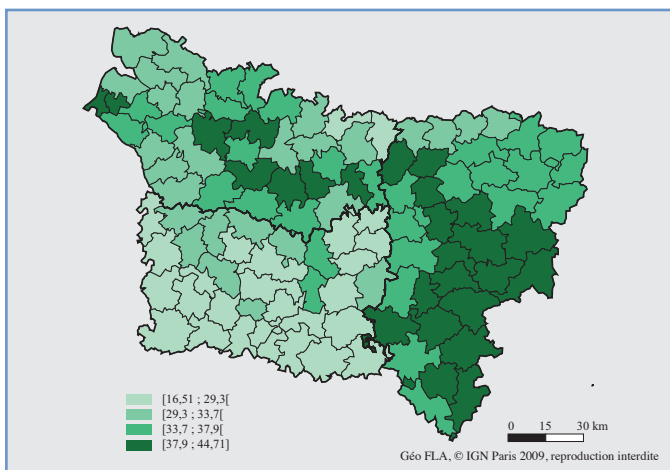 [16,51 ; 29,3[
[29,3 ; 33,7[
[33,7 ; 37,9[
[37,9 ; 44,71]
0 15 30 km
Géo FLA, © IGN Paris 2009, reproduction interdite